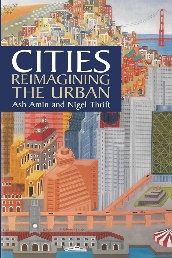 CITIES
REIMAGINING
THE URBAN
Ash Amin and Nigel Thrift